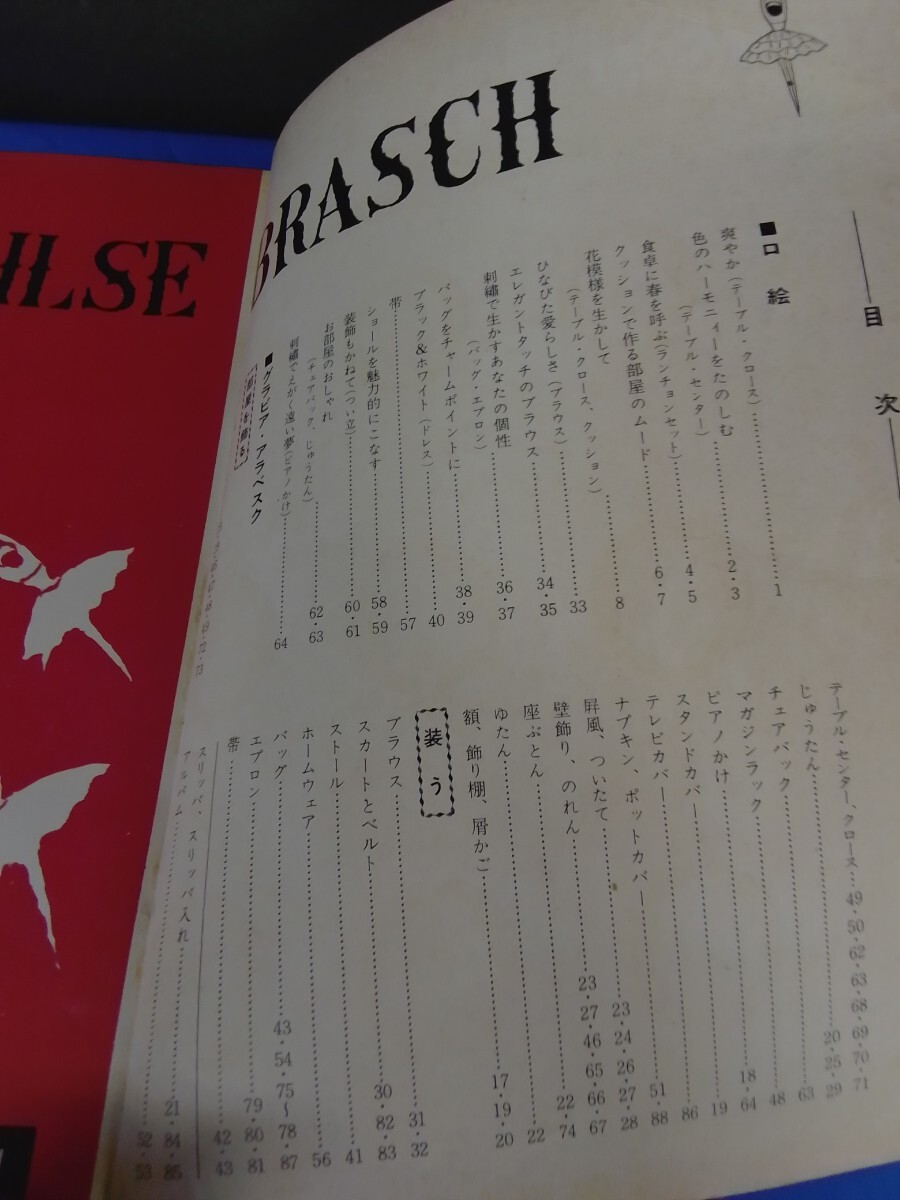 ILSE
BRASCH
目次
■口絵
爽やか(テーブル・クロース)……1
色のハーモニィーをたのしむ
(テーブル・センター)……2・3
食卓に春を呼ぶ(ランチョンセット)……4・5
クッションで作る部屋のムード……6・7
花模様を生かして
(テーブル・クロース、クッション)……8
ひなびた愛らしさ(ブラウス)……33
エレガントタッチのブラウス……34・35
刺繡で生かすあなたの個性
(バッグ・エプロン)……36・37
バッグをチャームポイントに……38・39
ブラック&ホワイト(ドレス)……40
帯……57
ショールを魅力的にこなす……58・59
装飾もかねて(つい立)……60・61
お部屋のおしゃれ
(チェアバック、じゅうたん)……62・63
刺繡でえがく遠い夢(ピアノかけ)……64
■グラビア・アラベスク
テーブル・センター、クロース…49・50・62・63・68・69・70・71
じゅうたん……20・25・29
チェアバック……63
マガジンラック……48
ピアノかけ……18・64
スタンドカバー……19
テレビカバー……86
ナプキン、ポットカバー……51・88
屛風、ついたて……23・24・26・27・28
壁飾り、のれん……23・27・46・65・66・67
座ぶとん……22・74
ゆたん……22
額、飾り棚、屑かご……17・19・20
装う
ブラウス……31・32
スカートとベルト……30・82・83
ストール……41
ホームウェア……56
バッグ……43・54・75〜78・87
エプロン……79・80・81
帯……42・43
スリッパ、スリッパ入れ……21・84・85
アルバム……52・53